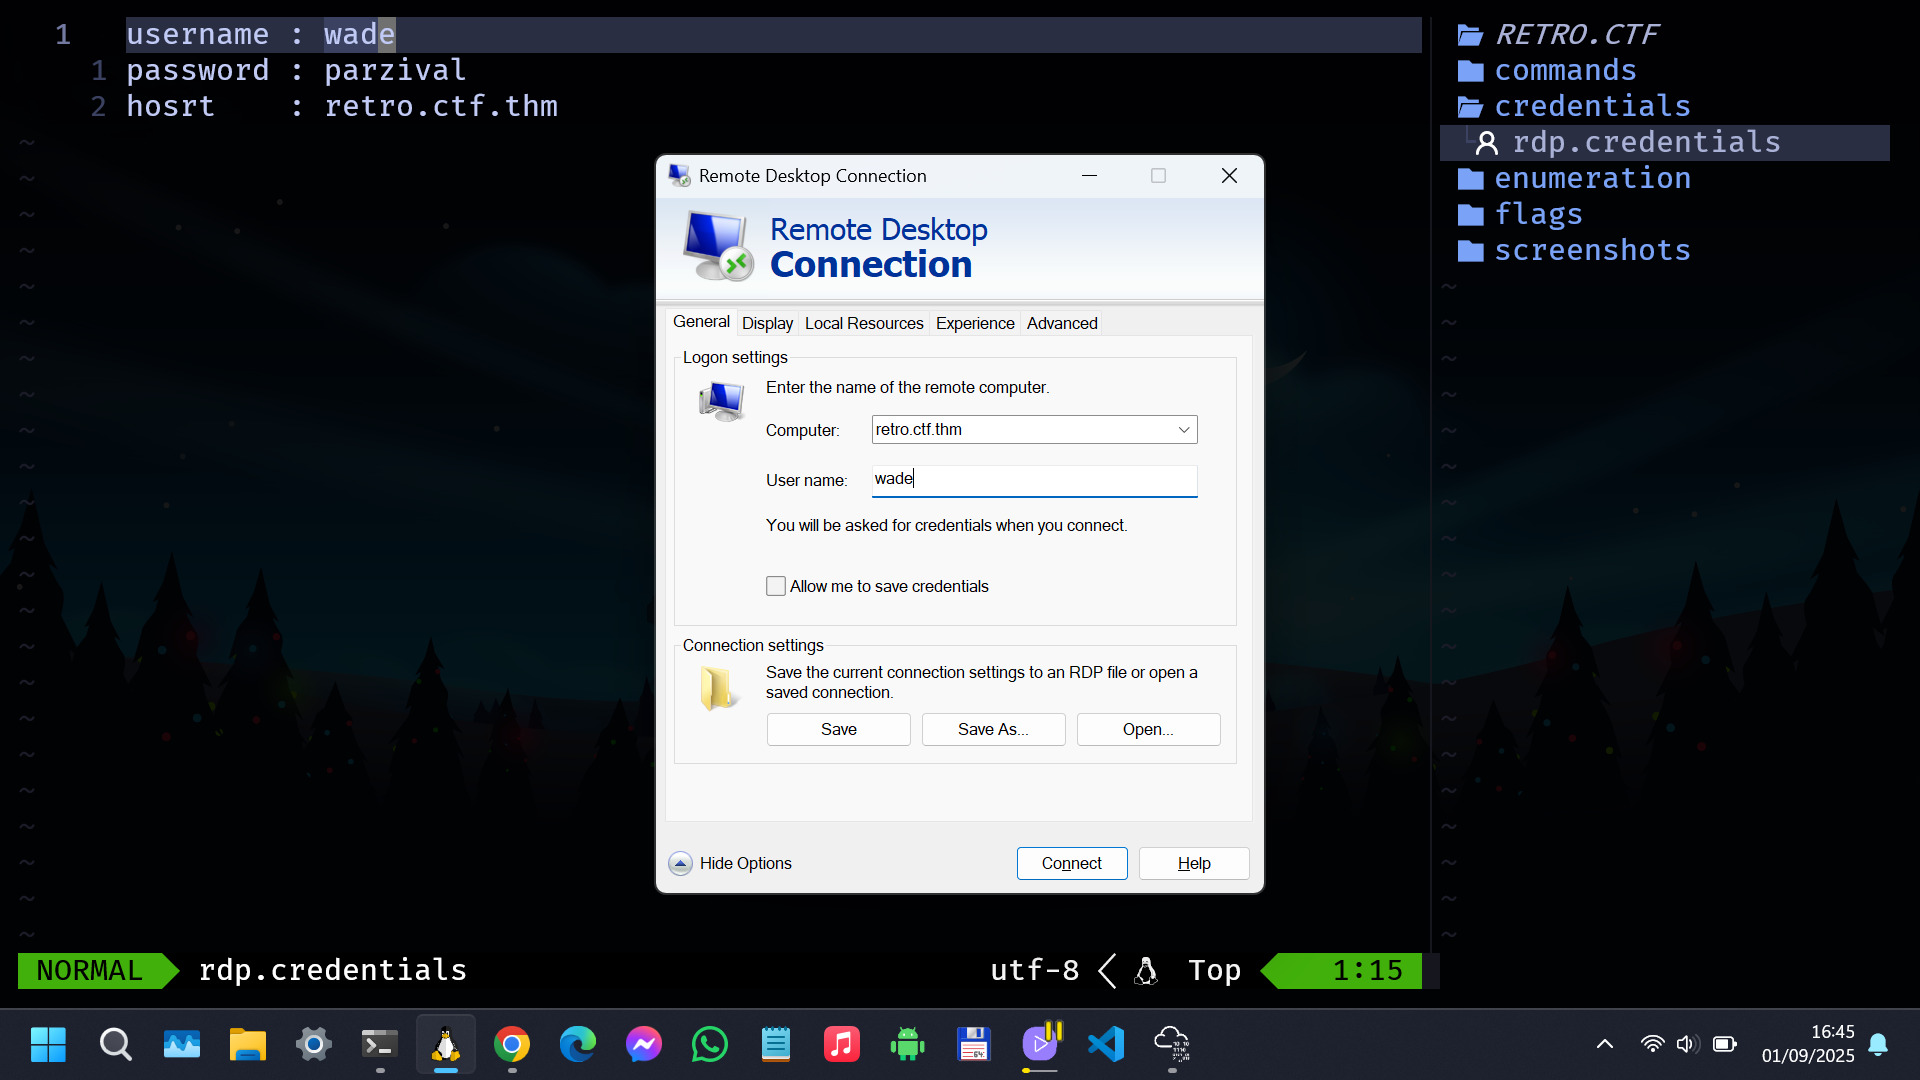 1 username : wade
1 password : parzival
2 hosrt : retro.ctf.thm
RETRO.CTF
commands
credentials
rdp.credentials
enumeration
flags
screenshots
Remote Desktop Connection
Remote Desktop
Connection
General Display Local Resources Experience Advanced
Logon settings
Enter the name of the remote computer.
Computer: retro.ctf.thm
User name: wade
You will be asked for credentials when you connect.
Allow me to save credentials
Connection settings
Save the current connection settings to an RDP file or open a
saved connection.
Save Save As... Open...
Hide Options Connect Help
NORMAL rdp.credentials utf-8 Top 1:15
16:45
01/09/2025